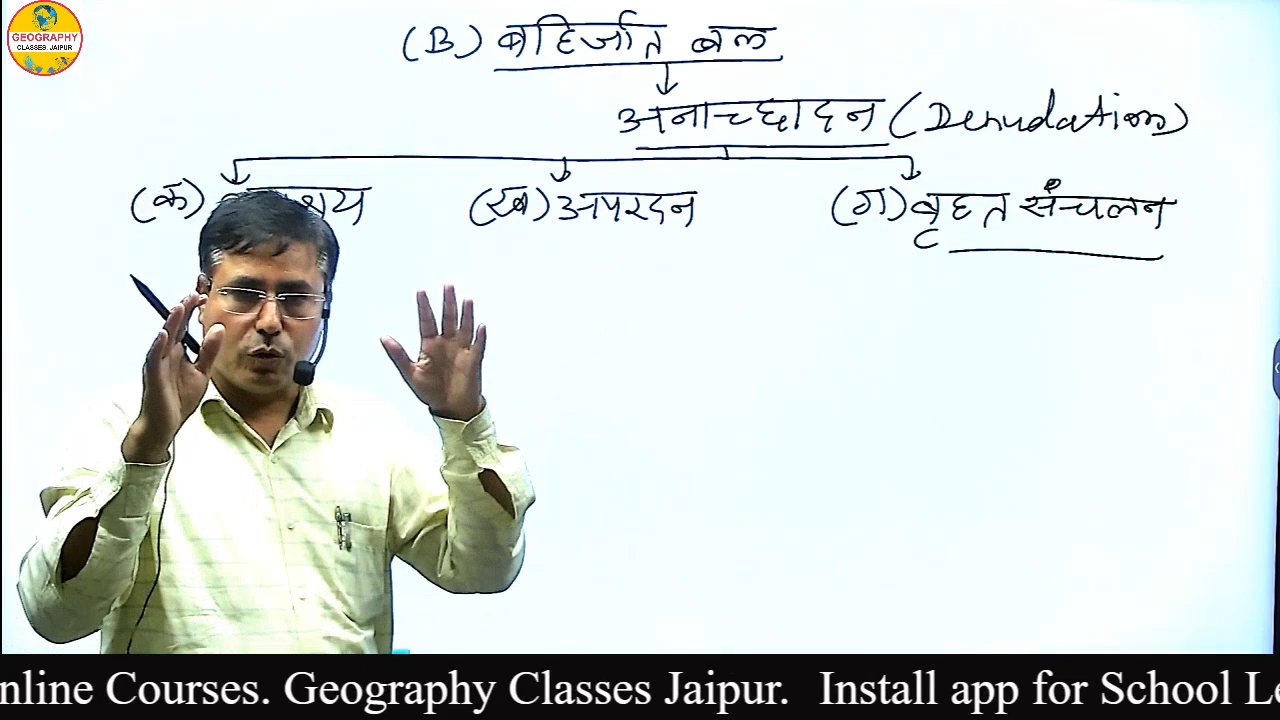 GEOGRAPHY
CLASSES, JAIPUR
(B) बहिर्जात बल
अनाच्छादन (Denudation)
(क) (ख) अपरदन (ग) बृहत संचलन
nline Courses. Geography Classes Jaipur. Install app for School Le